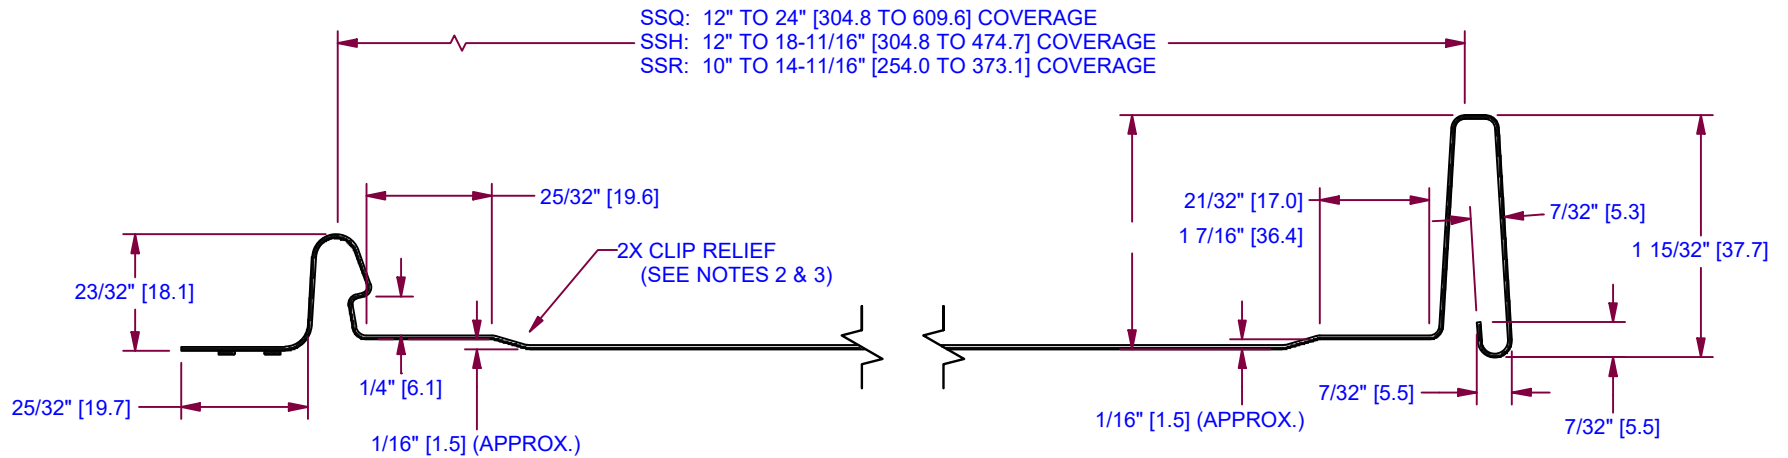 SSQ: 12" TO 24" [304.8 TO 609.6] COVERAGE
SSH: 12" TO 18-11/16" [304.8 TO 474.7] COVERAGE
SSR: 10" TO 14-11/16" [254.0 TO 373.1] COVERAGE
25/32" [19.6]
21/32" [17.0]
7/32" [5.3]
1 7/16" [36.4]
1 15/32" [37.7]
2X CLIP RELIEF
(SEE NOTES 2 & 3)
23/32" [18.1]
1/4" [6.1]
7/32" [5.5]
25/32" [19.7]
1/16" [1.5] (APPROX.)
7/32" [5.5]
1/16" [1.5] (APPROX.)